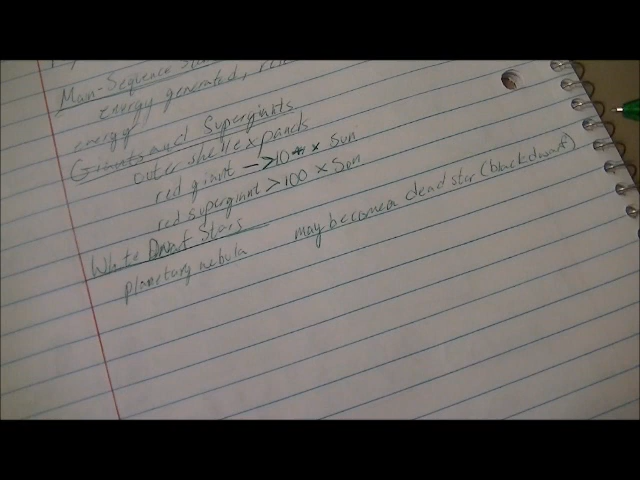 Main-Sequence
energy generated,
energy
Giants and Supergiants
outer shell expands
red giant ->10 x Sun
red supergiant >100 x Sun
White Dwarf Stars
planetary nebula may become a dead star (black dwarf)